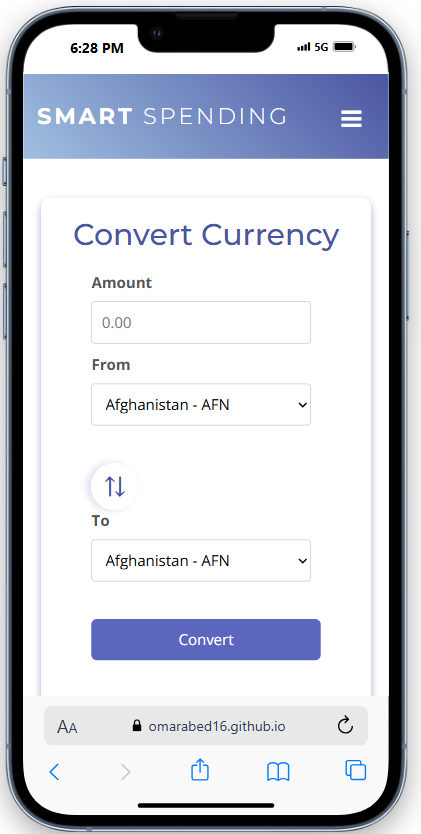 6:28 PM
5G
SMART SPENDING
Convert Currency
Amount
0.00
From
Afghanistan - AFN
To
Afghanistan - AFN
Convert
AA
omarabed16.github.io